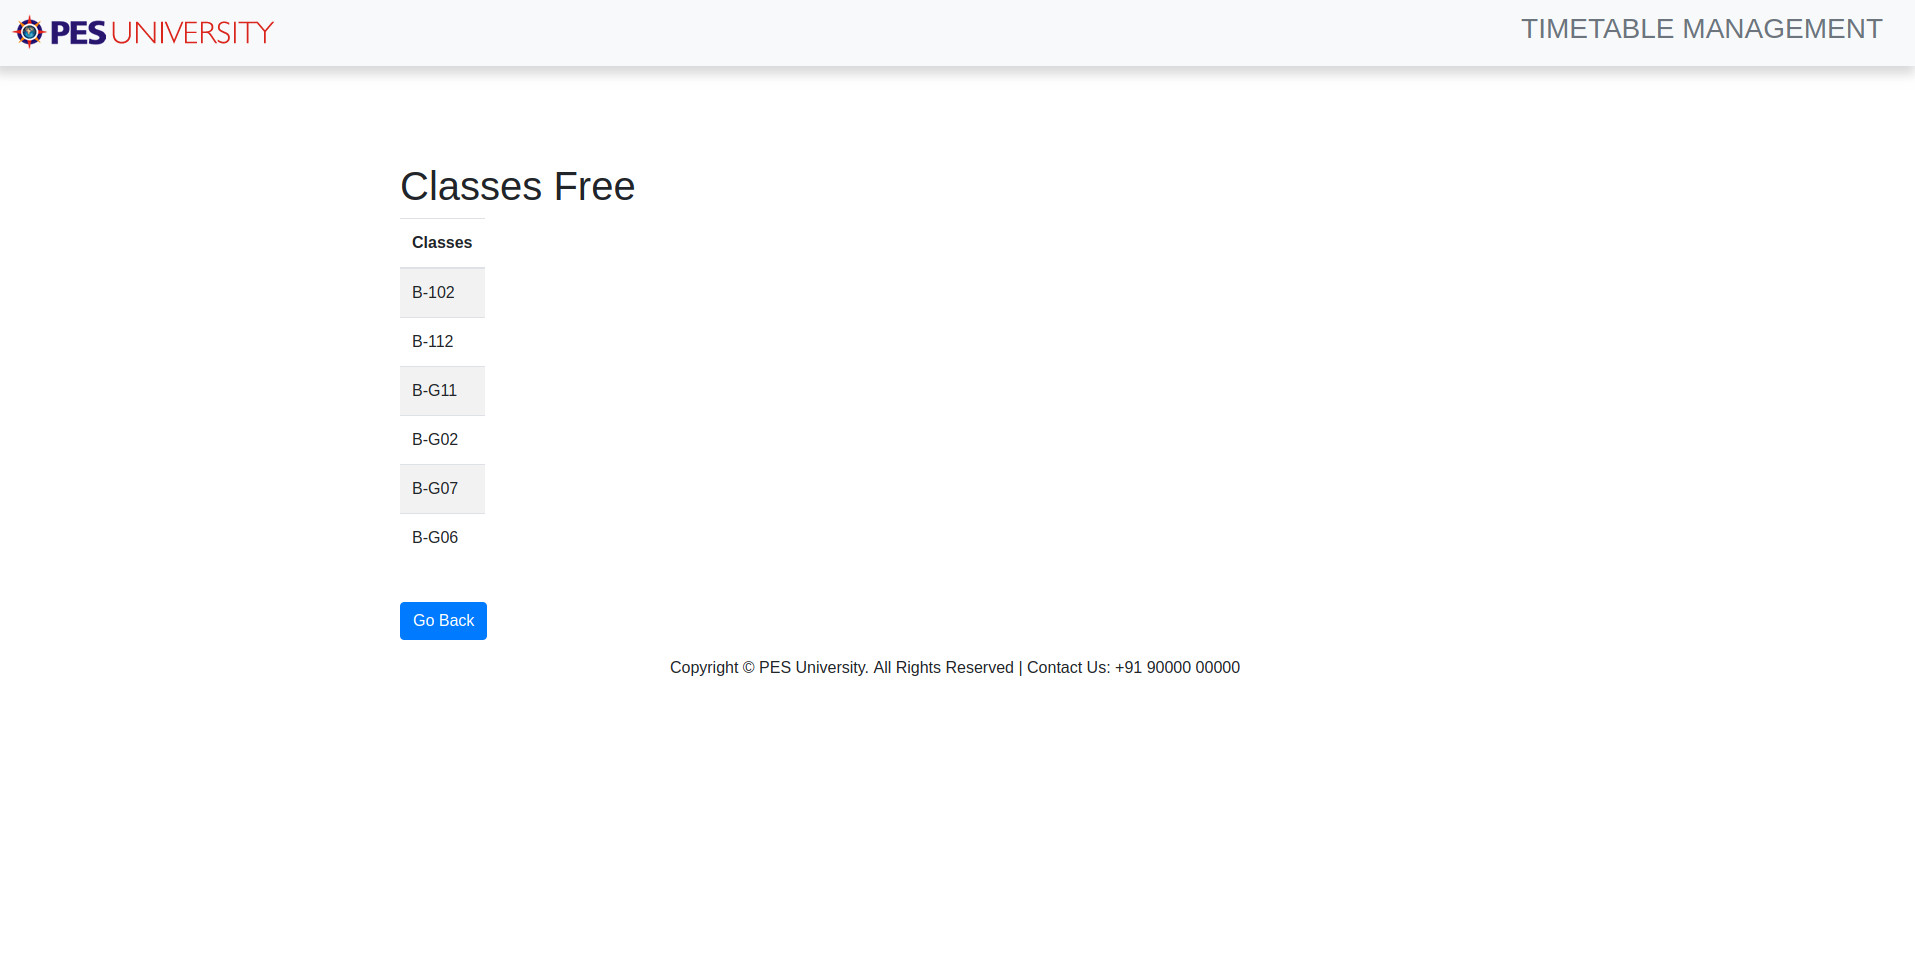 PES UNIVERSITY
TIMETABLE MANAGEMENT
Classes Free
Classes
B-102
B-112
B-G11
B-G02
B-G07
B-G06
Go Back
Copyright © PES University. All Rights Reserved | Contact Us: +91 90000 00000